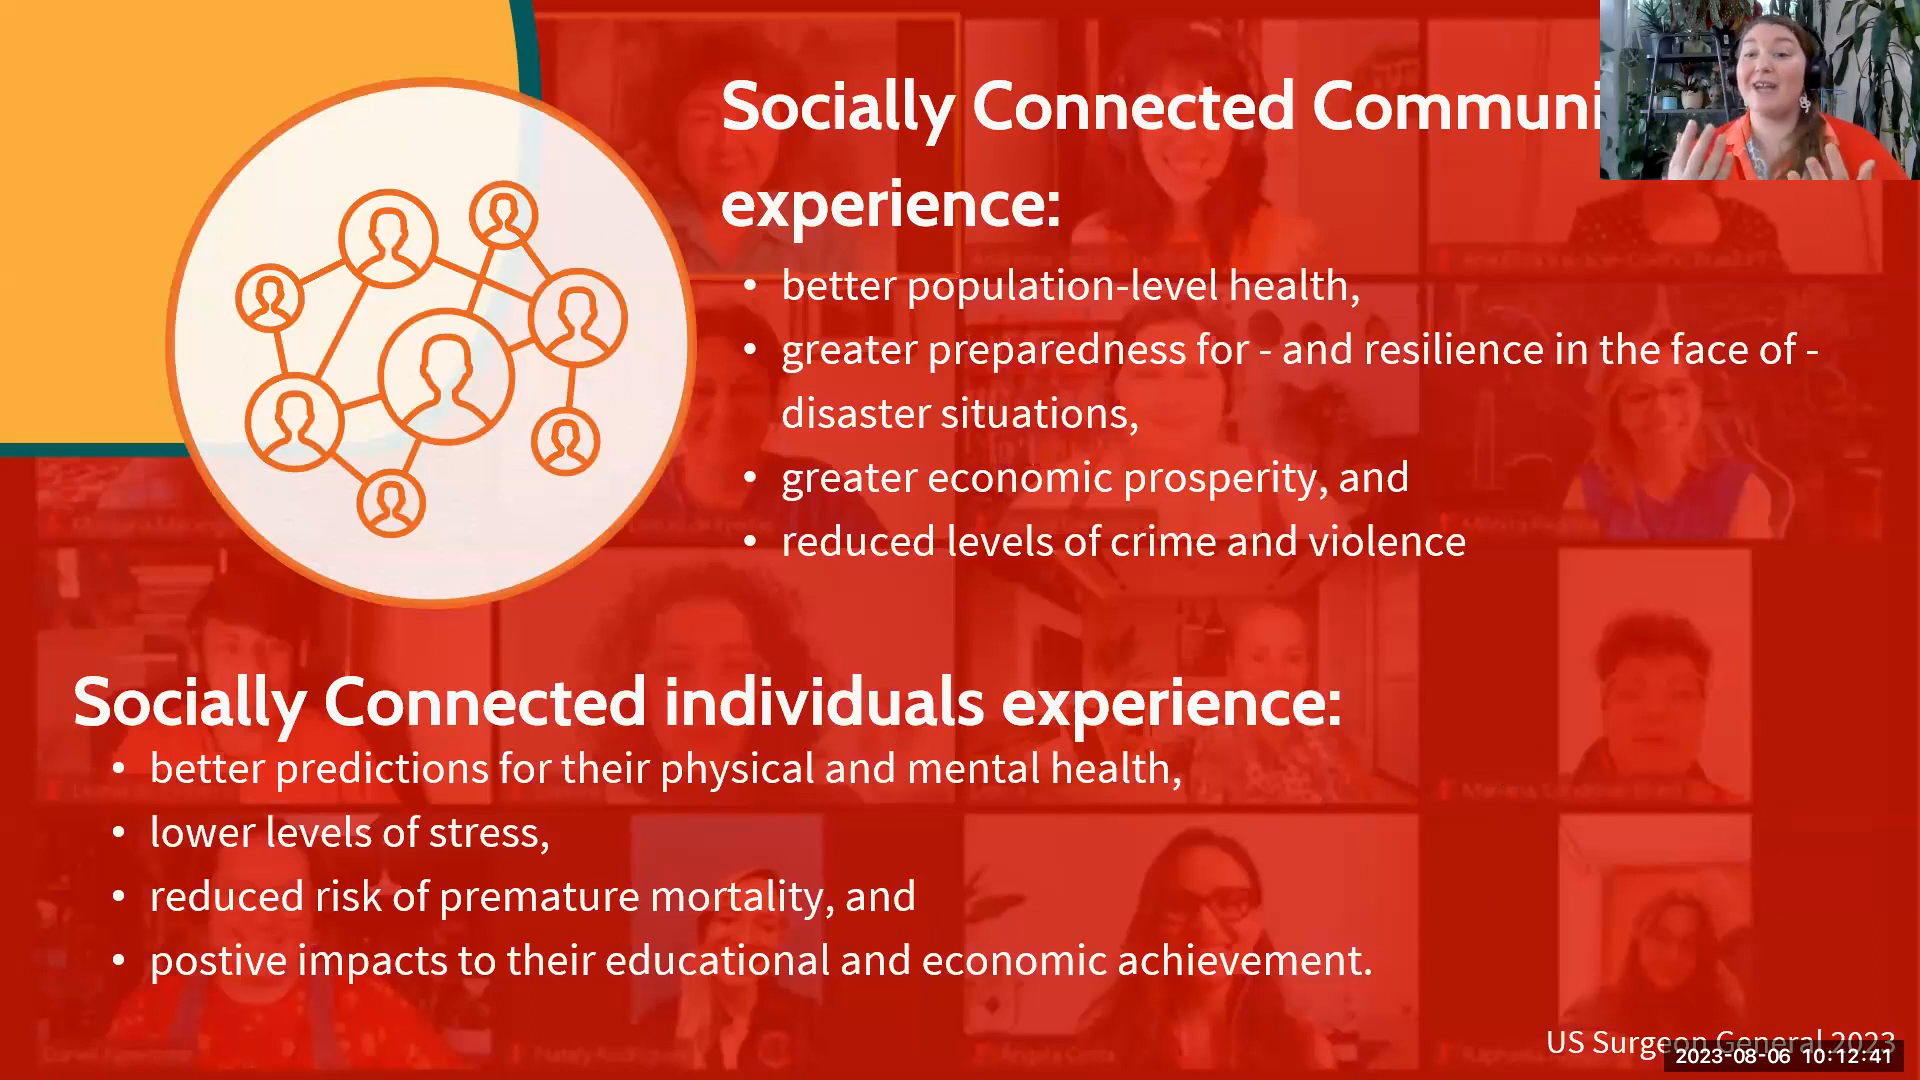 Socially Connected Communi
experience:
• better population-level health,
• greater preparedness for - and resilience in the face of -
disaster situations,
• greater economic prosperity, and
• reduced levels of crime and violence
Socially Connected individuals experience:
• better predictions for their physical and mental health,
• lower levels of stress,
• reduced risk of premature mortality, and
• postive impacts to their educational and economic achievement.
US Surgeon General 2023
2023-08-06 10:12:41